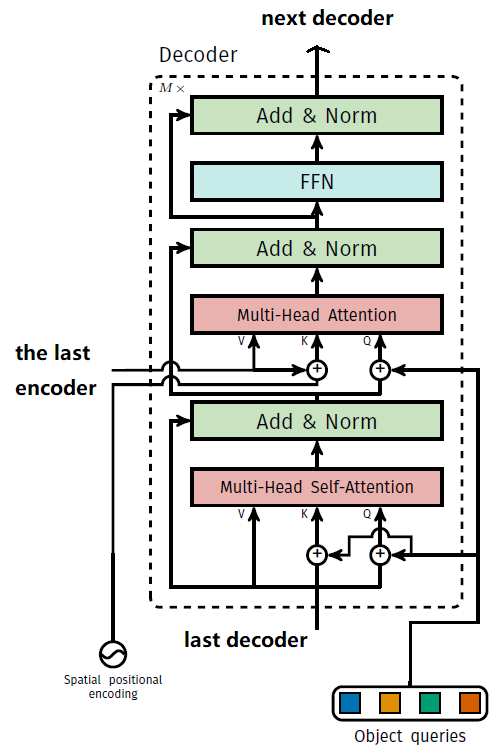 next decoder
Decoder
M ×
Add & Norm
FFN
Add & Norm
Multi-Head Attention
V K Q
the last
encoder
+ +
Add & Norm
Multi-Head Self-Attention
V K Q
+ +
last decoder
Spatial positional
encoding
Object queries